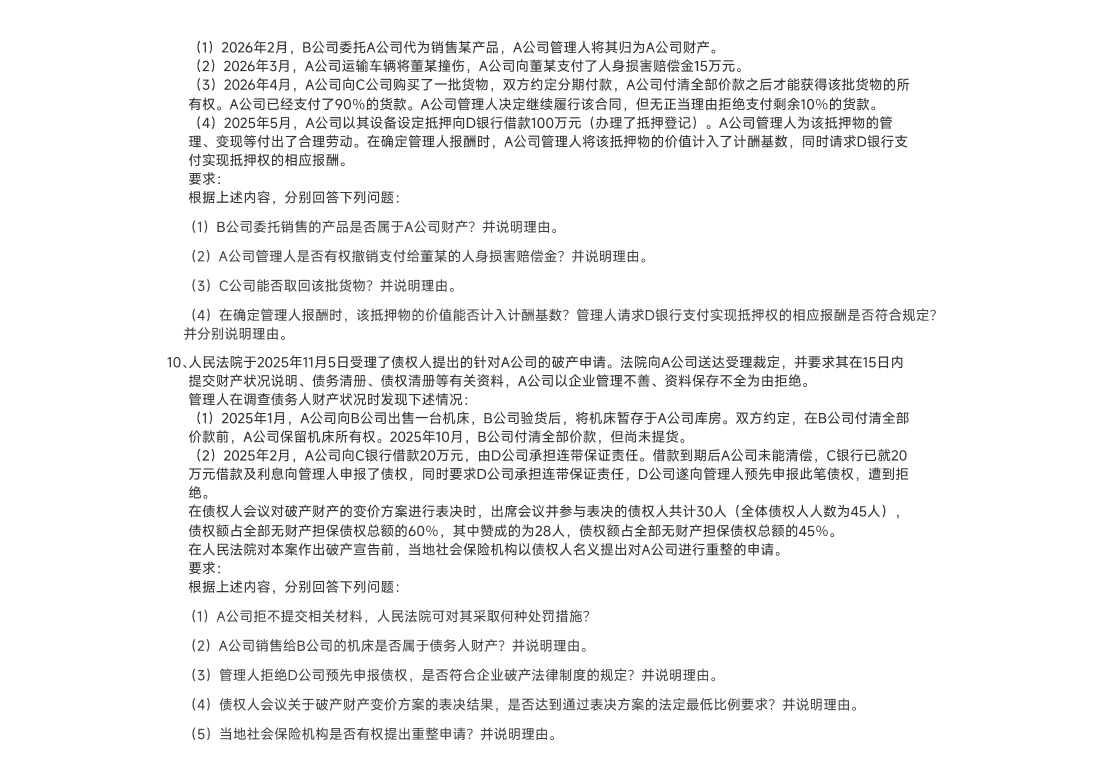 （1）2026年2月，B公司委托A公司代为销售某产品，A公司管理人将其归为A公司财产。
（2）2026年3月，A公司运输车辆将董某撞伤，A公司向董某支付了人身损害赔偿金15万元。
（3）2026年4月，A公司向C公司购买了一批货物，双方约定分期付款，A公司付清全部价款之后才能获得该批货物的所
有权。A公司已经支付了90%的货款。A公司管理人决定继续履行该合同，但无正当理由拒绝支付剩余10%的货款。
（4）2025年5月，A公司以其设备设定抵押向D银行借款100万元（办理了抵押登记）。A公司管理人为该抵押物的管
理、变现等付出了合理劳动。在确定管理人报酬时，A公司管理人将该抵押物的价值计入了计酬基数，同时请求D银行支
付实现抵押权的相应报酬。
要求：
根据上述内容，分别回答下列问题：
（1）B公司委托销售的产品是否属于A公司财产？并说明理由。
（2）A公司管理人是否有权撤销支付给董某的人身损害赔偿金？并说明理由。
（3）C公司能否取回该批货物？并说明理由。
（4）在确定管理人报酬时，该抵押物的价值能否计入计酬基数？管理人请求D银行支付实现抵押权的相应报酬是否符合规定？
并分别说明理由。
10、人民法院于2025年11月5日受理了债权人提出的针对A公司的破产申请。法院向A公司送达受理裁定，并要求其在15日内
提交财产状况说明、债务清册、债权清册等有关资料，A公司以企业管理不善、资料保存不全为由拒绝。
管理人在调查债务人财产状况时发现下述情况：
（1）2025年1月，A公司向B公司出售一台机床，B公司验货后，将机床暂存于A公司库房。双方约定，在B公司付清全部
价款前，A公司保留机床所有权。2025年10月，B公司付清全部价款，但尚未提货。
（2）2025年2月，A公司向C银行借款20万元，由D公司承担连带保证责任。借款到期后A公司未能清偿，C银行已就20
万元借款及利息向管理人申报了债权，同时要求D公司承担连带保证责任，D公司遂向管理人预先申报此笔债权，遭到拒
绝。
在债权人会议对破产财产的变价方案进行表决时，出席会议并参与表决的债权人共计30人（全体债权人人数为45人），
债权额占全部无财产担保债权总额的60%，其中赞成的为28人，债权额占全部无财产担保债权总额的45%。
在人民法院对本案作出破产宣告前，当地社会保险机构以债权人名义提出对A公司进行重整的申请。
要求：
根据上述内容，分别回答下列问题：
（1）A公司拒不提交相关材料，人民法院可对其采取何种处罚措施？
（2）A公司销售给B公司的机床是否属于债务人财产？并说明理由。
（3）管理人拒绝D公司预先申报债权，是否符合企业破产法律制度的规定？并说明理由。
（4）债权人会议关于破产财产变价方案的表决结果，是否达到通过表决方案的法定最低比例要求？并说明理由。
（5）当地社会保险机构是否有权提出重整申请？并说明理由。